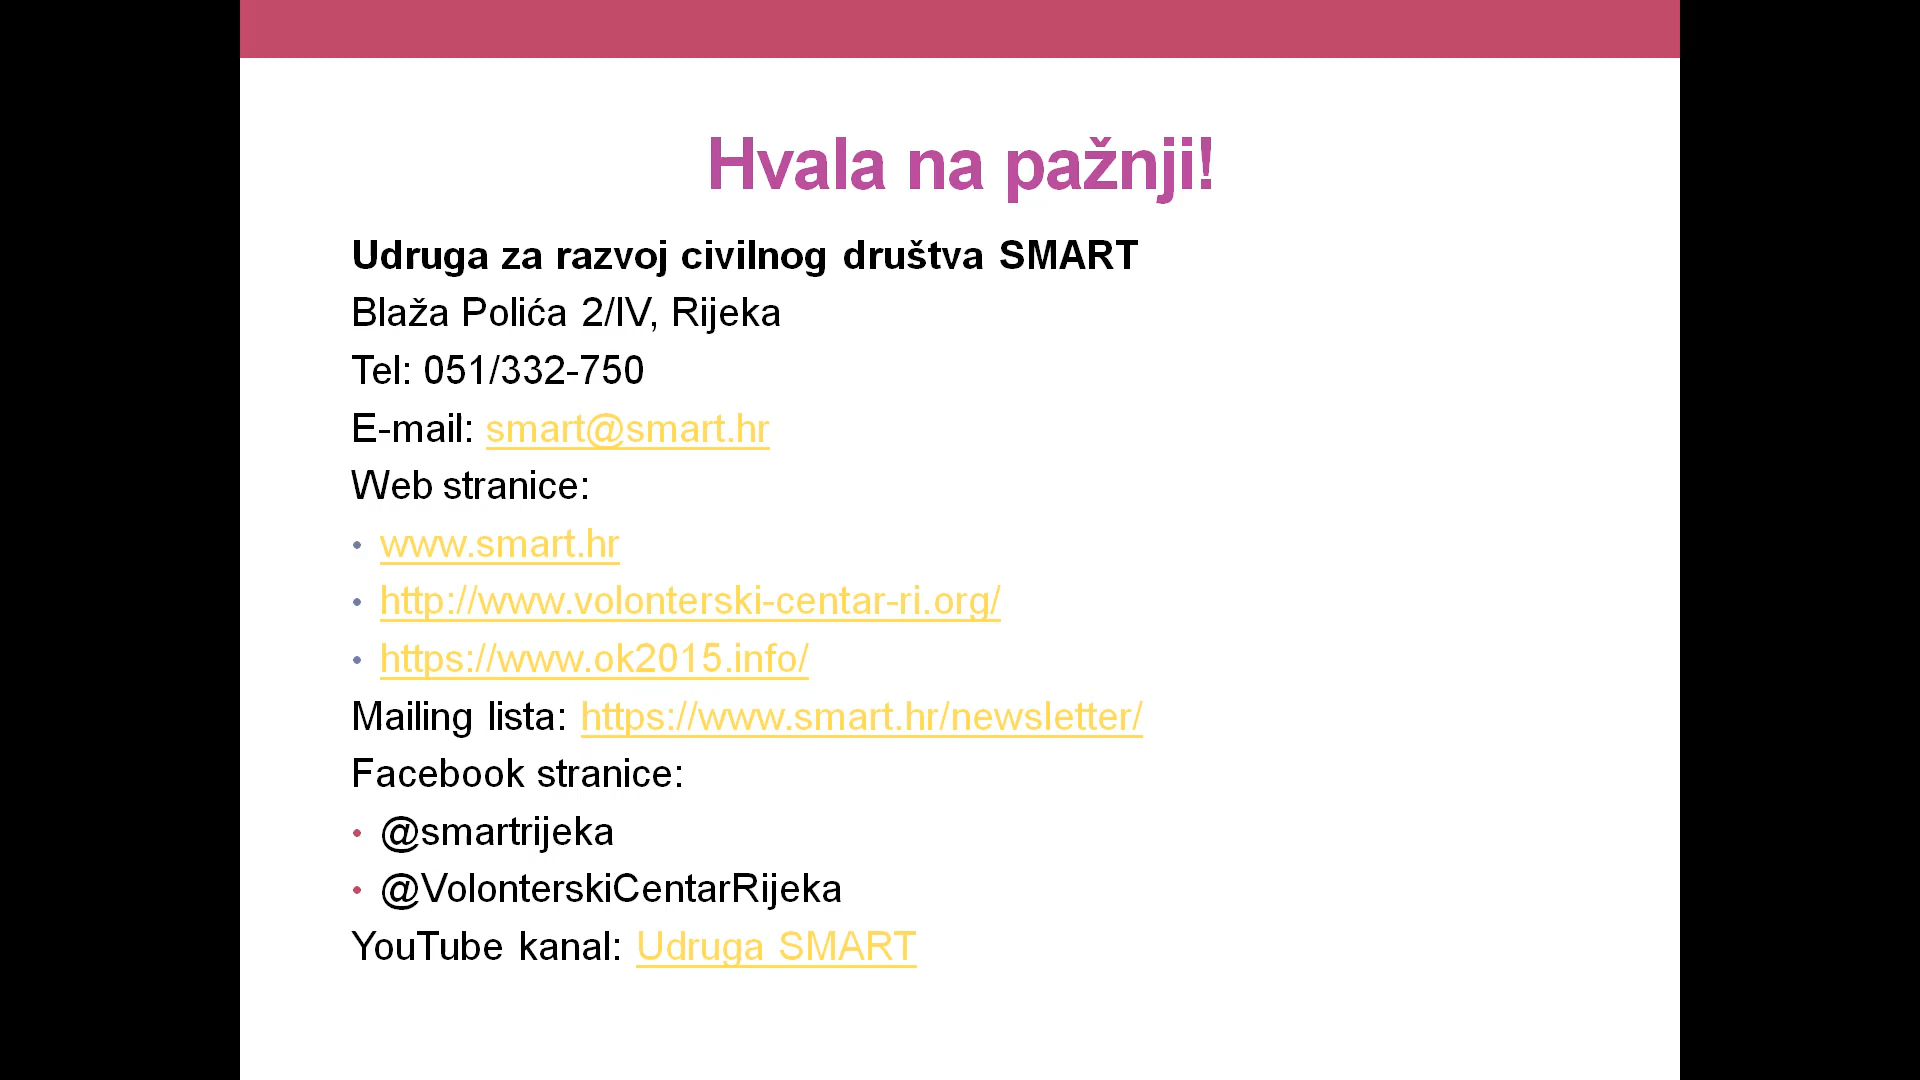 Hvala na pažnji!
Udruga za razvoj civilnog društva SMART
Blaža Polića 2/IV, Rijeka
Tel: 051/332-750
E-mail: smart@smart.hr
Web stranice:
• www.smart.hr
• http://www.volonterski-centar-ri.org/
• https://www.ok2015.info/
Mailing lista: https://www.smart.hr/newsletter/
Facebook stranice:
• @smartrijeka
• @VolonterskiCentarRijeka
YouTube kanal: Udruga SMART